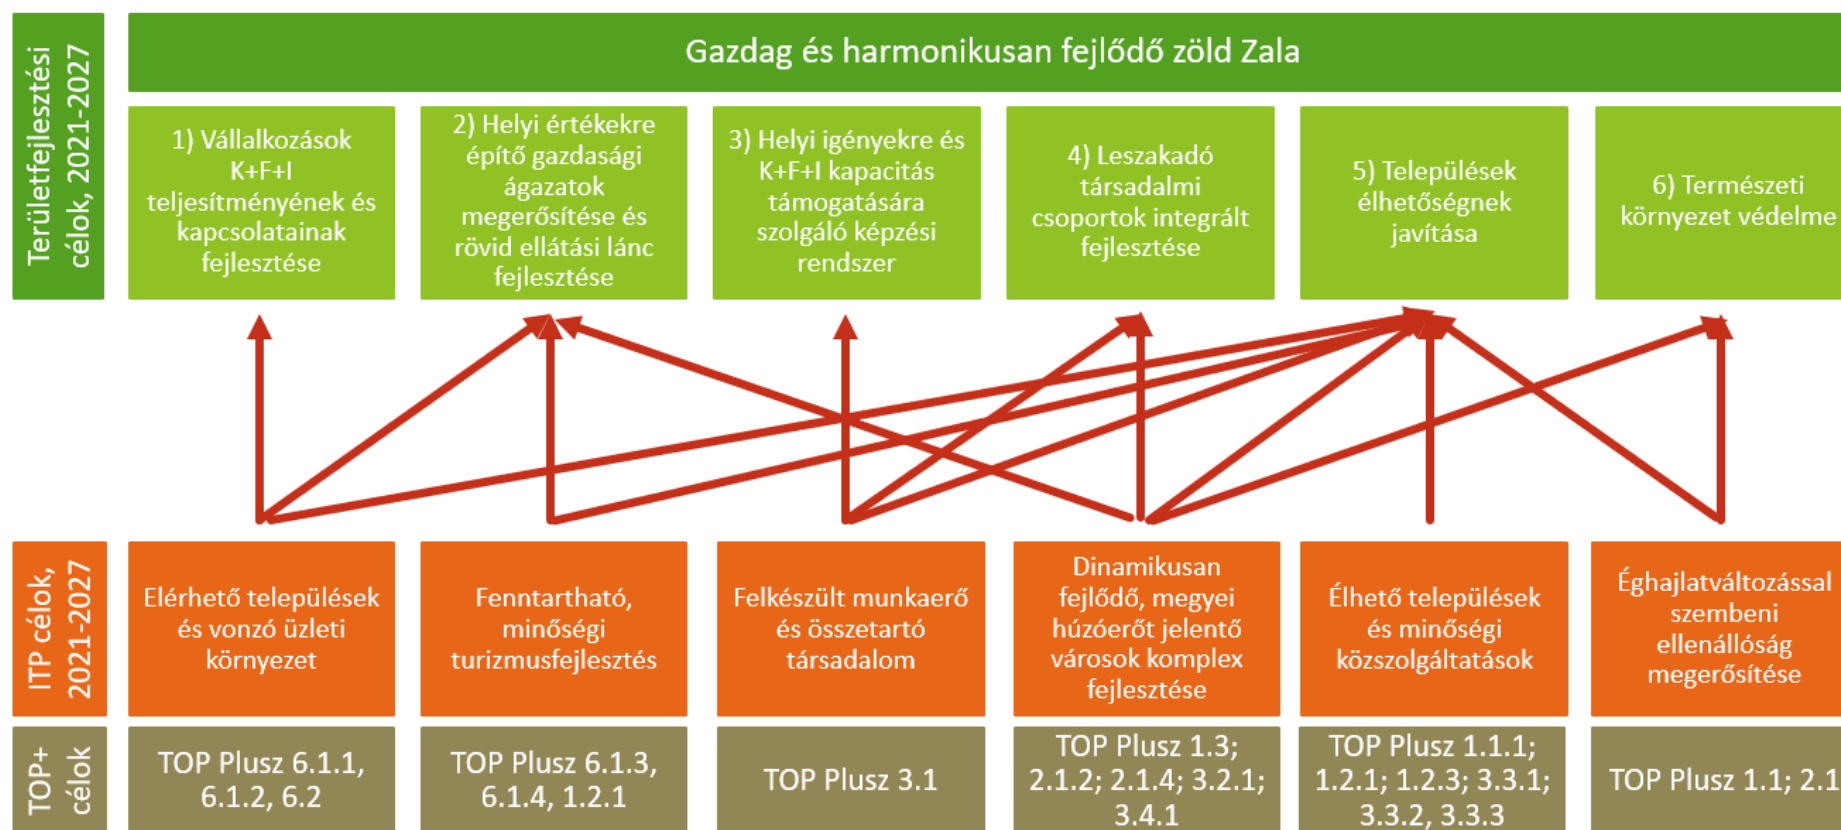 Területfejlesztési
célok, 2021-2027
Gazdag és harmonikusan fejlődő zöld Zala
1) Vállalkozások
K+F+I
teljesítményének és
kapcsolatainak
fejlesztése
2) Helyi értékekre
építő gazdasági
ágazatok
megerősítése és
rövid ellátási lánc
fejlesztése
3) Helyi igényekre és
K+F+I kapacitás
támogatására
szolgáló képzési
rendszer
4) Leszakadó
társadalmi
csoportok integrált
fejlesztése
5) Települések
élhetőségnek
javítása
6) Természeti
környezet védelme
ITP célok,
2021-2027
Elérhető települések
és vonzó üzleti
környezet
Fenntartható,
minőségi
turizmusfejlesztés
Felkészült munkaerő
és összetartó
társadalom
Dinamikusan
fejlődő, megyei
húzóerőt jelentő
városok komplex
fejlesztése
Élhető települések
és minőségi
közszolgáltatások
Éghajlatváltozással
szembeni
ellenállóság
megerősítése
TOP+
célok
TOP Plusz 6.1.1,
6.1.2, 6.2
TOP Plusz 6.1.3,
6.1.4, 1.2.1
TOP Plusz 3.1
TOP Plusz 1.3;
2.1.2; 2.1.4; 3.2.1;
3.4.1
TOP Plusz 1.1.1;
1.2.1; 1.2.3; 3.3.1;
3.3.2, 3.3.3
TOP Plusz 1.1; 2.1